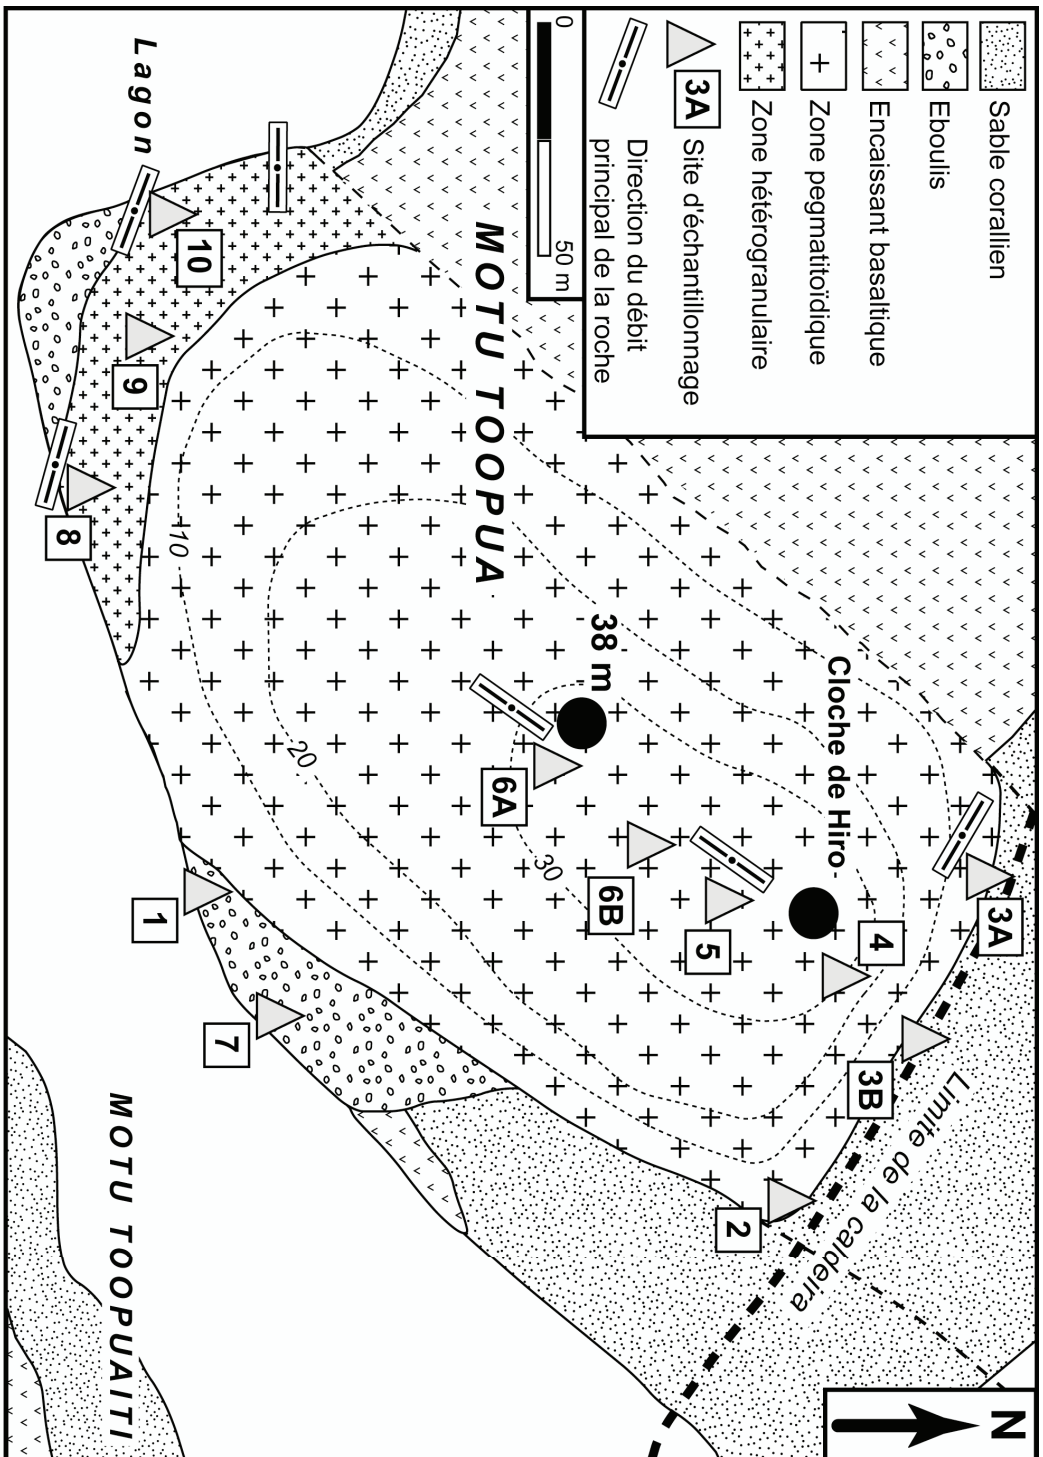 Sable corallien
Eboulis
Encaissant basaltique
+
Zone pegmatitoïdique
Zone hétérogranulaire
3A
Site d'échantillonnage
Direction du débit
principal de la roche
0
50 m
N
Lagon
MOTU TOOPUA
MOTU TOOPUAITI
Cloche de Hiro
38 m
Limite de la caldeira
10
20
30
3A
3B
4
5
6B
6A
2
1
7
8
9
10